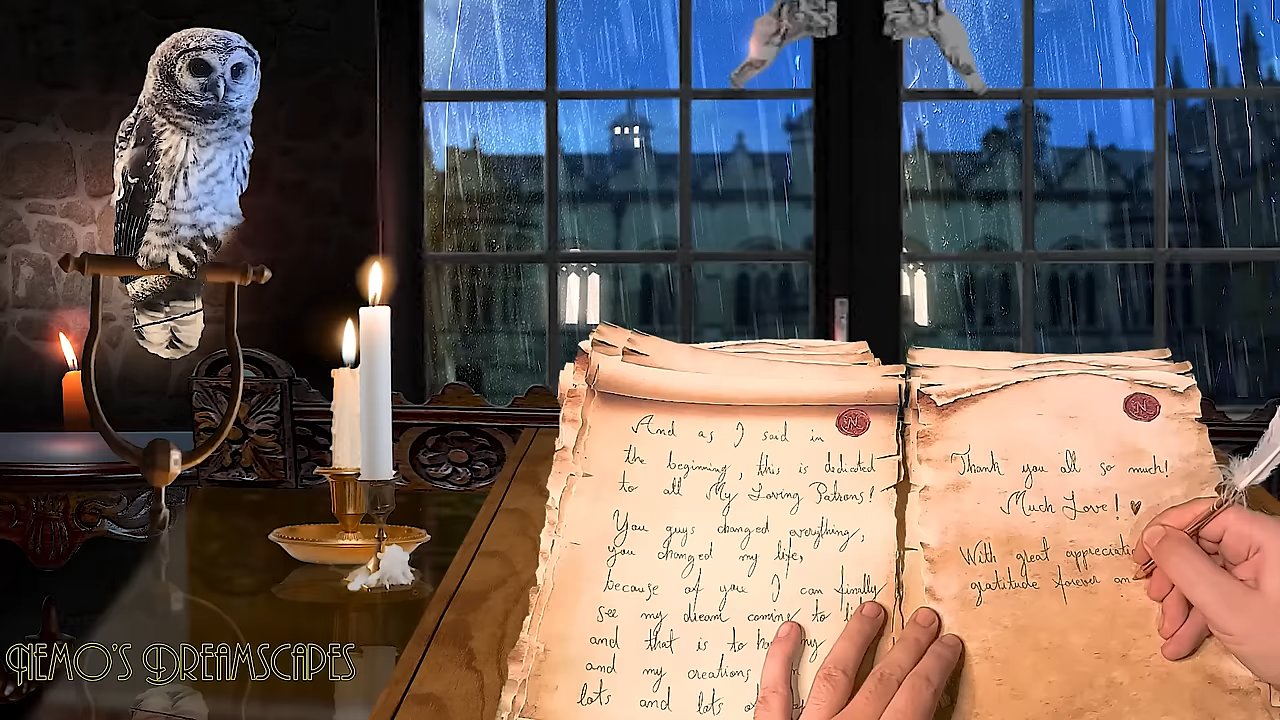 And as I said in
the beginning, this is dedicated
to all My Loving Patrons!
You guys changed everything,
you changed my life,
because of you I can finally
see my dream coming to
and that is to my
and my creations
lots and lots
Thank you all so much!
Much Love! ♥
With great
gratitude forever
N
N
Nemo's Dreamscapes